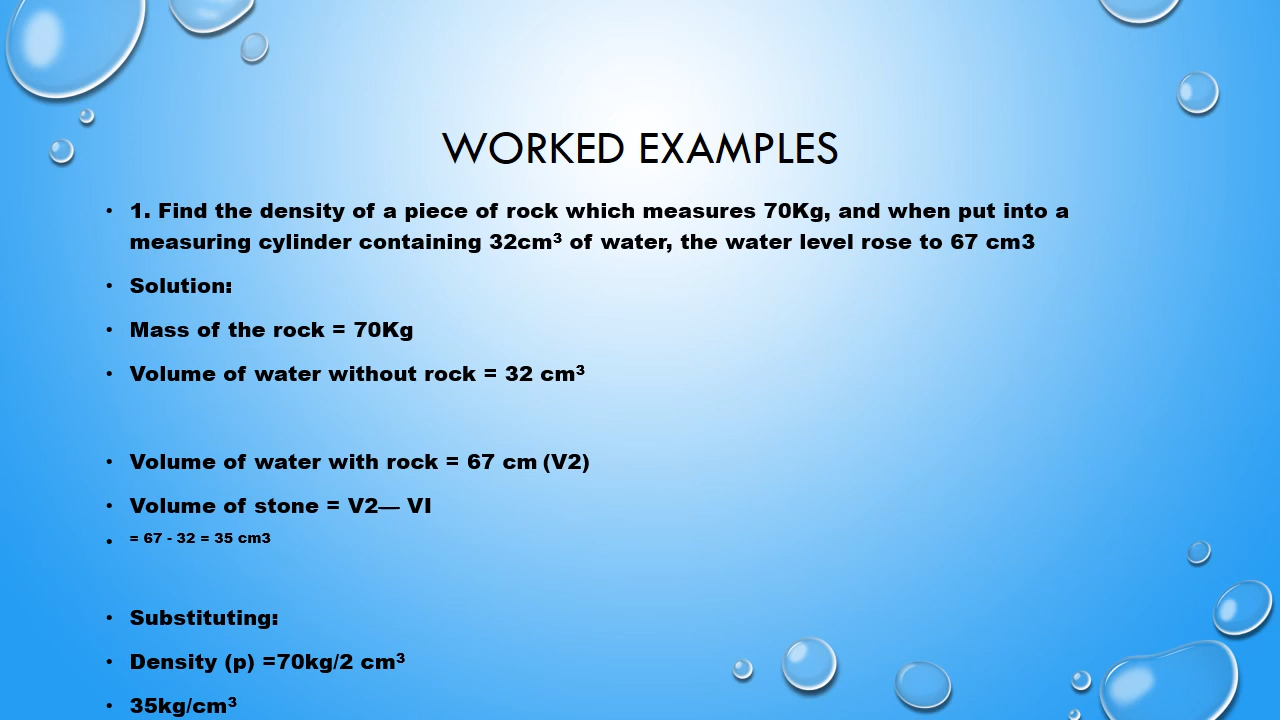 WORKED EXAMPLES
• 1. Find the density of a piece of rock which measures 70Kg, and when put into a
measuring cylinder containing 32cm³ of water, the water level rose to 67 cm3
• Solution:
• Mass of the rock = 70Kg
• Volume of water without rock = 32 cm³
• Volume of water with rock = 67 cm (V2)
• Volume of stone = V2— VI
• = 67 - 32 = 35 cm3
• Substituting:
• Density (p) =70kg/2 cm³
• 35kg/cm³